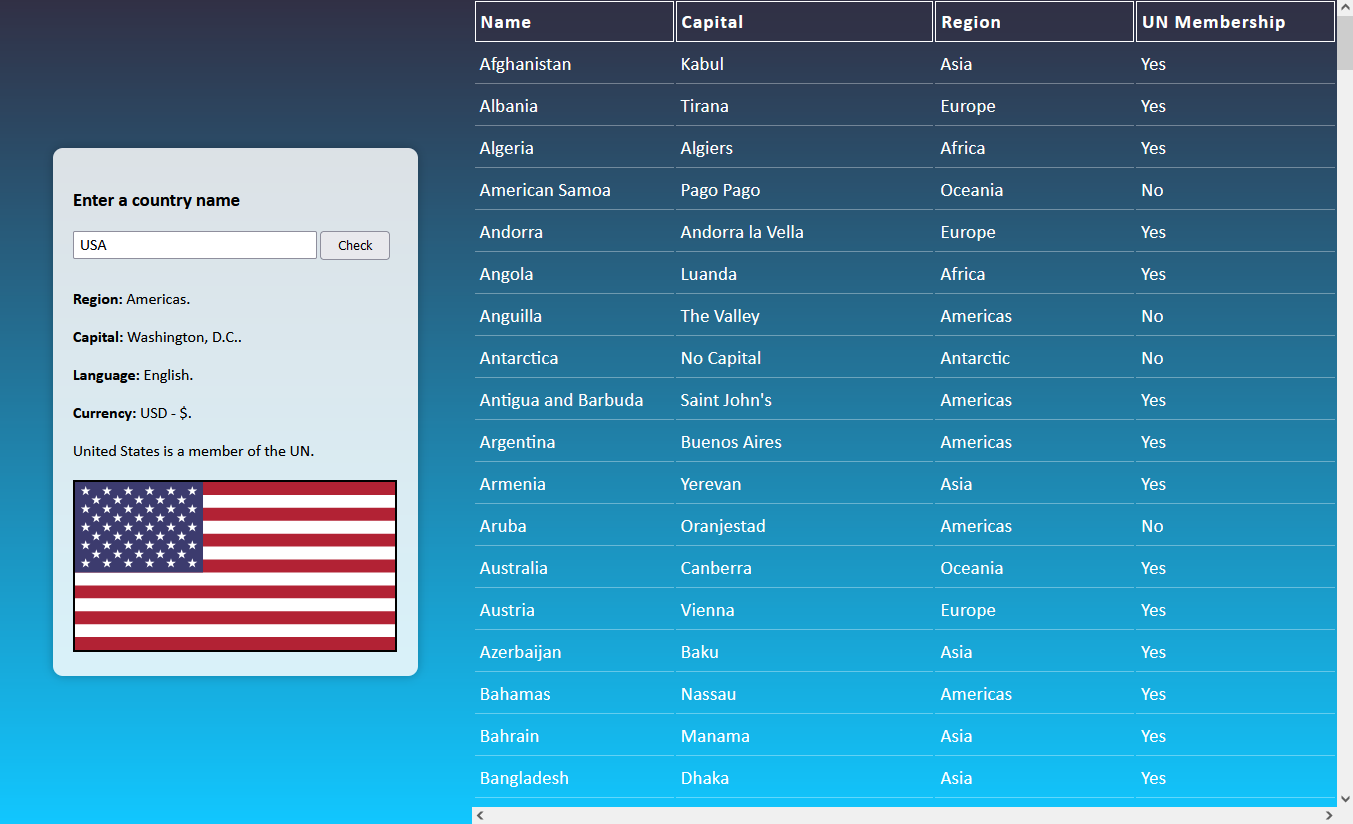 Enter a country name
USA Check
Region: Americas.
Capital: Washington, D.C..
Language: English.
Currency: USD - $.
United States is a member of the UN.
Name Capital Region UN Membership
Afghanistan Kabul Asia Yes
Albania Tirana Europe Yes
Algeria Algiers Africa Yes
American Samoa Pago Pago Oceania No
Andorra Andorra la Vella Europe Yes
Angola Luanda Africa Yes
Anguilla The Valley Americas No
Antarctica No Capital Antarctic No
Antigua and Barbuda Saint John's Americas Yes
Argentina Buenos Aires Americas Yes
Armenia Yerevan Asia Yes
Aruba Oranjestad Americas No
Australia Canberra Oceania Yes
Austria Vienna Europe Yes
Azerbaijan Baku Asia Yes
Bahamas Nassau Americas Yes
Bahrain Manama Asia Yes
Bangladesh Dhaka Asia Yes